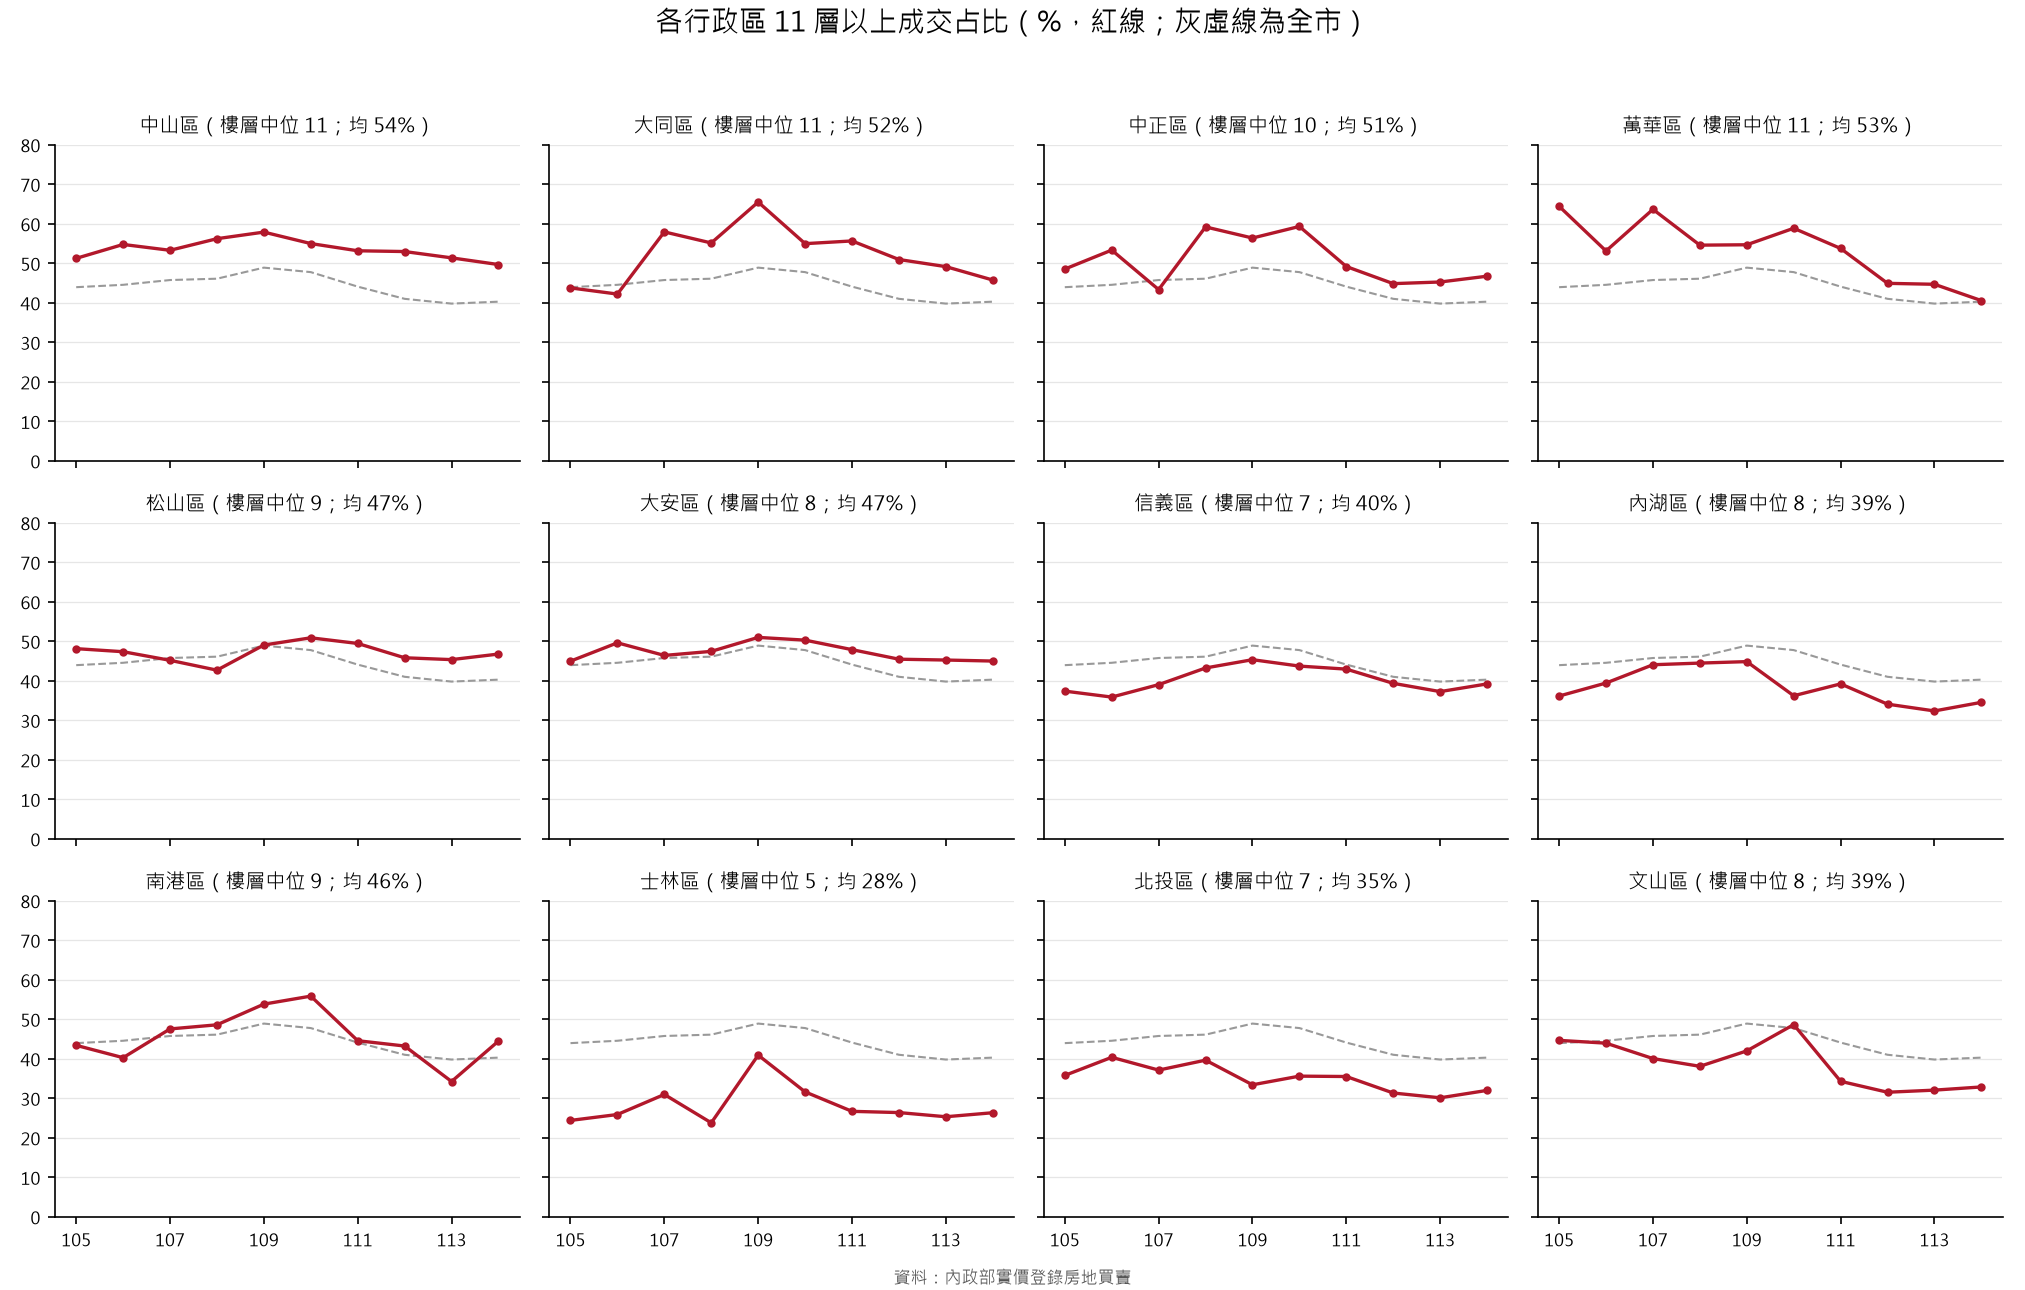 各行政區 11 層以上成交占比（%，紅線；灰虛線為全市）
中山區（樓層中位 11；均 54%）
大同區（樓層中位 11；均 52%）
中正區（樓層中位 10；均 51%）
萬華區（樓層中位 11；均 53%）
80
70
60
50
40
30
20
10
0
松山區（樓層中位 9；均 47%）
大安區（樓層中位 8；均 47%）
信義區（樓層中位 7；均 40%）
內湖區（樓層中位 8；均 39%）
80
70
60
50
40
30
20
10
0
南港區（樓層中位 9；均 46%）
士林區（樓層中位 5；均 28%）
北投區（樓層中位 7；均 35%）
文山區（樓層中位 8；均 39%）
80
70
60
50
40
30
20
10
0
105 107 109 111 113
105 107 109 111 113
105 107 109 111 113
105 107 109 111 113
資料：內政部實價登錄房地買賣